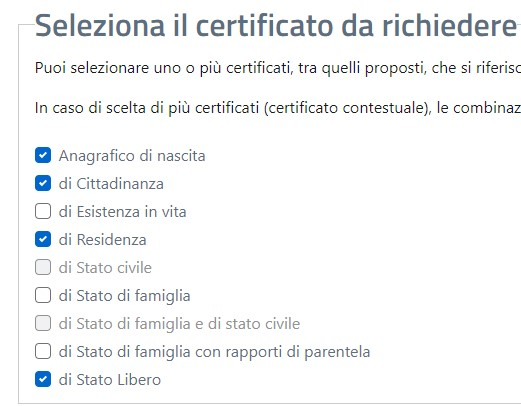 Seleziona il certificato da richiedere
Puoi selezionare uno o più certificati, tra quelli proposti, che si
In caso di scelta di più certificati (certificato contestuale), le
Anagrafico di nascita
di Cittadinanza
di Esistenza in vita
di Residenza
di Stato civile
di Stato di famiglia
di Stato di famiglia e di stato civile
di Stato di famiglia con rapporti di parentela
di Stato Libero